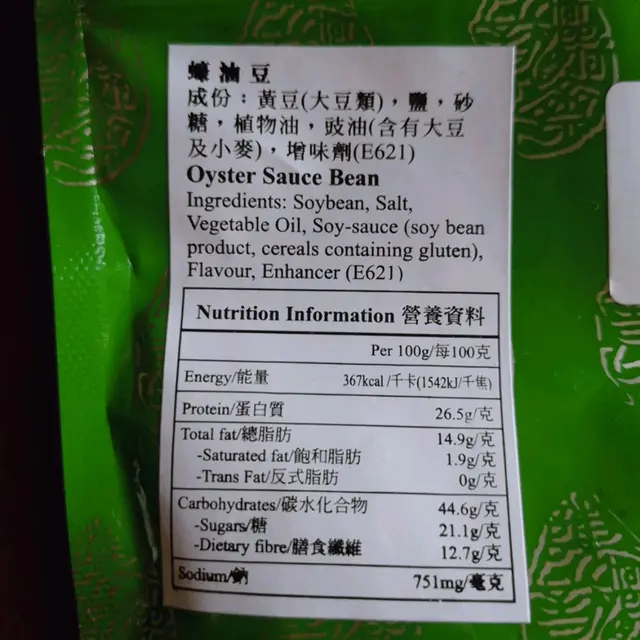 蠔油豆
成份：黃豆(大豆類)，鹽，砂
糖，植物油，豉油(含有大豆
及小麥)，增味劑(E621)
Oyster Sauce Bean
Ingredients: Soybean, Salt,
Vegetable Oil, Soy-sauce (soy bean
product, cereals containing gluten),
Flavour, Enhancer (E621)
Nutrition Information 營養資料
Per 100g/每100克
Energy/能量 367kcal /千卡(1542kJ/千焦)
Protein/蛋白質 26.5g/克
Total fat/總脂肪 14.9g/克
-Saturated fat/飽和脂肪 1.9g/克
-Trans Fat/反式脂肪 0g/克
Carbohydrates/碳水化合物 44.6g/克
-Sugars/糖 21.1g/克
-Dietary fibre/膳食纖維 12.7g/克
Sodium/鈉 751mg/毫克